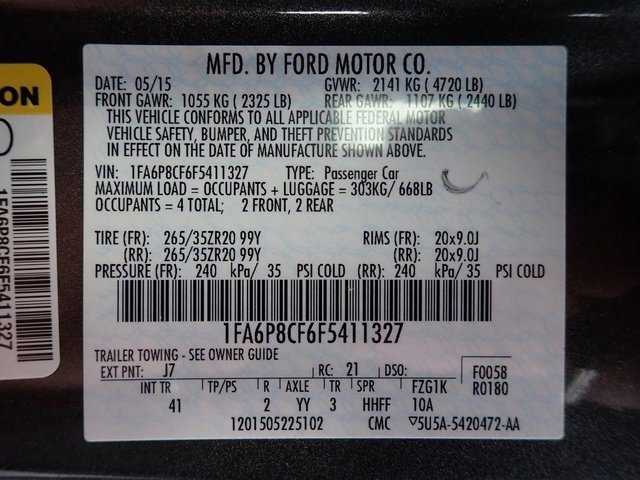 MFD. BY FORD MOTOR CO.
DATE: 05/15 GVWR: 2141 KG ( 4720 LB)
FRONT GAWR: 1055 KG ( 2325 LB) REAR GAWR: 1107 KG ( 2440 LB)
THIS VEHICLE CONFORMS TO ALL APPLICABLE FEDERAL MOTOR
VEHICLE SAFETY, BUMPER, AND THEFT PREVENTION STANDARDS
IN EFFECT ON THE DATE OF MANUFACTURE SHOWN ABOVE.
VIN: 1FA6P8CF6F5411327 TYPE: Passenger Car
MAXIMUM LOAD = OCCUPANTS + LUGGAGE = 303KG/ 668LB
OCCUPANTS = 4 TOTAL; 2 FRONT, 2 REAR
TIRE (FR): 265/35ZR20 99Y RIMS (FR): 20x9.0J
(RR): 265/35ZR20 99Y (RR): 20x9.0J
PRESSURE (FR): 240 kPa/ 35 PSI COLD (RR): 240 kPa/ 35 PSI COLD
1FA6P8CF6F5411327
TRAILER TOWING - SEE OWNER GUIDE
EXT PNT: J7 RC: 21 DSO: F0058
INT TR TP/PS R AXLE TR SPR FZG1K R0180
41 2 YY 3 HHFF 10A
1201505225102 CMC 5U5A-5420472-AA
ON
1FA6P8CF6F5411327